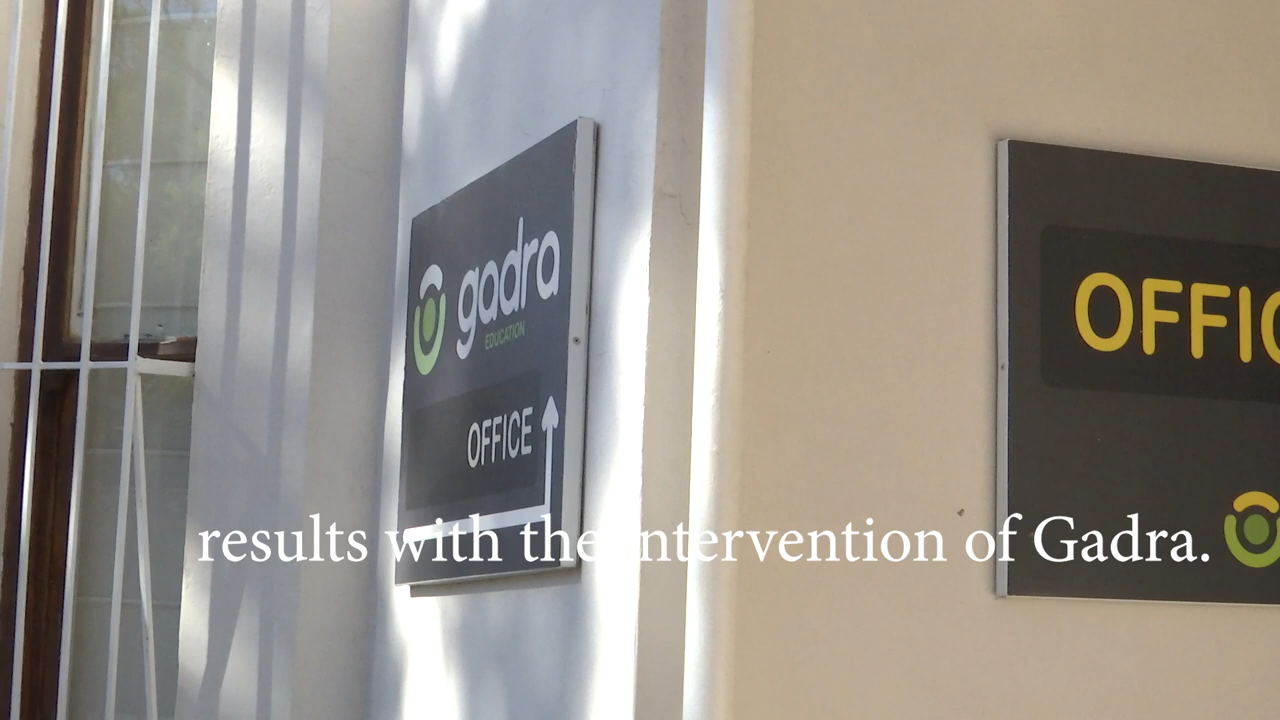 gadra
EDUCATION
OFFICE
OFFIC
results with the intervention of Gadra.